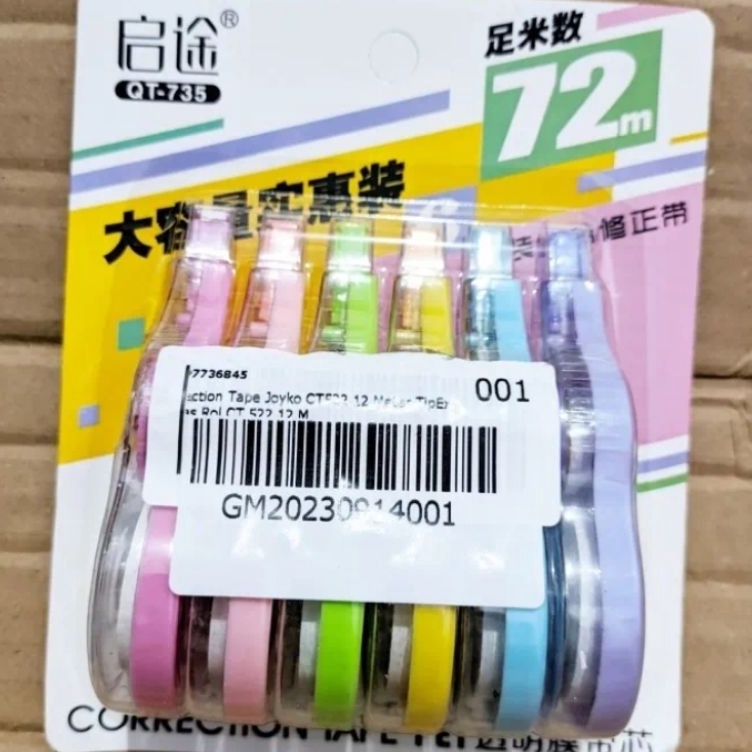 启途®
QT-735
足米数
72m
大容量实惠装
修正带
7736845
ction Tape Joyko CT522 12 Meter TipEx
as Rol CT 522 12 M
001
GM20230914001
CORRECTION TAPE